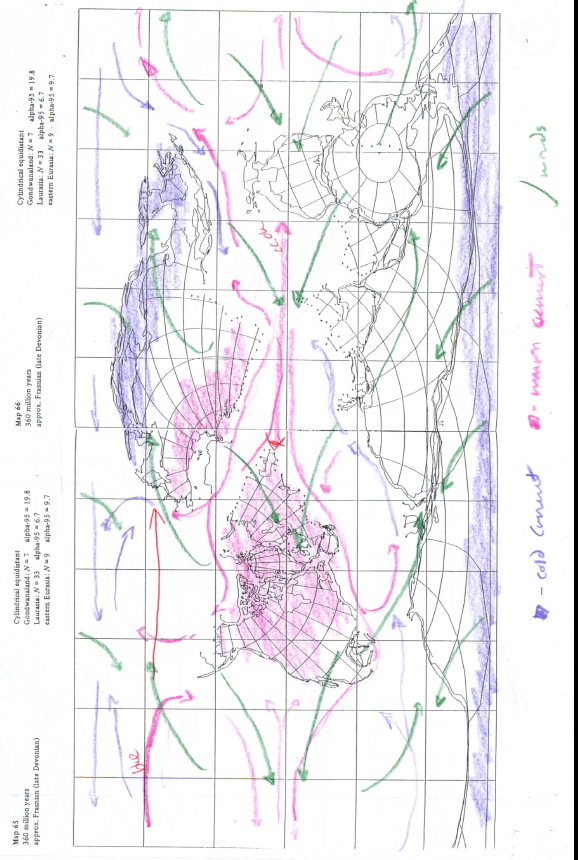 Map 65
360 million years
approx. Frasnian (late Devonian)
Cylindrical equidistant
Gondwanaland: N = 7 alpha-95 = 19.8
Laurasia: N = 33 alpha-95 = 6.7
eastern Eurasia: N = 9 alpha-95 = 9.7
Map 66
360 million years
approx. Frasnian (late Devonian)
Cylindrical equidistant
Gondwanaland: N = 7 alpha-95 = 19.8
Laurasia: N = 33 alpha-95 = 6.7
eastern Eurasia: N = 9 alpha-95 = 9.7
- cold current
= warm current
/ winds